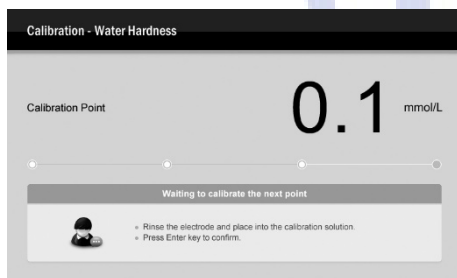 Calibration - Water Hardness
Calibration Point 0.1 mmol/L
Waiting to calibrate the next point
Rinse the electrode and place into the calibration solution.
Press Enter key to confirm.